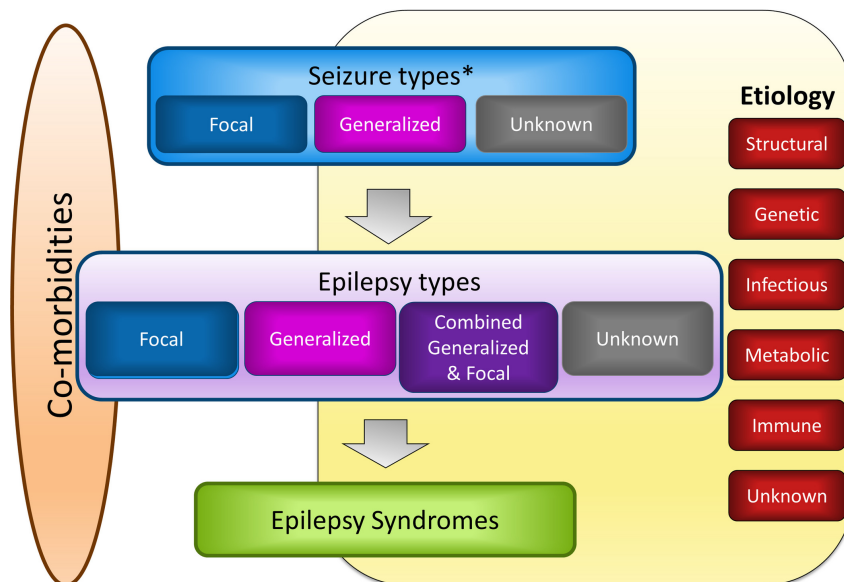 Co-morbidities
Seizure types*
Focal
Generalized
Unknown
Epilepsy types
Focal
Generalized
Combined
Generalized
& Focal
Unknown
Epilepsy Syndromes
Etiology
Structural
Genetic
Infectious
Metabolic
Immune
Unknown